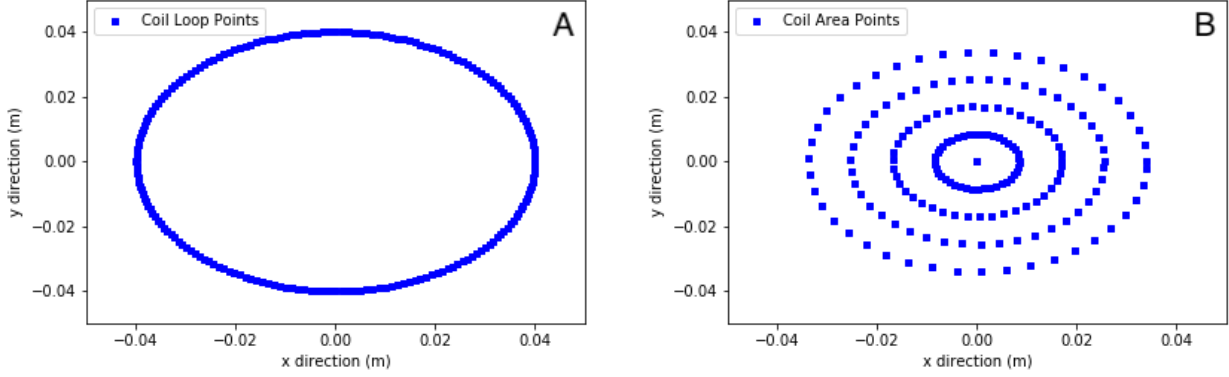 Coil Loop Points
A
0.04
0.02
0.00
−0.02
−0.04
y direction (m)
−0.04 −0.02 0.00 0.02 0.04
x direction (m)
Coil Area Points
B
0.04
0.02
0.00
−0.02
−0.04
y direction (m)
−0.04 −0.02 0.00 0.02 0.04
x direction (m)